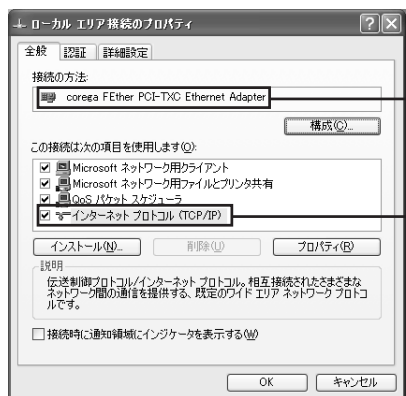 ローカル エリア接続のプロパティ
全般 認証 詳細設定
接続の方法:
corega FEther PCI-TXC Ethernet Adapter
構成(C)...
この接続は次の項目を使用します(O):
Microsoft ネットワーク用クライアント
Microsoft ネットワーク用ファイルとプリンタ共有
QoS パケット スケジューラ
インターネット プロトコル (TCP/IP)
インストール(N)... 削除(U) プロパティ(R)
説明
伝送制御プロトコル/インターネット プロトコル。相互接続されたさまざまな
ネットワーク間の通信を提供する、既定のワイド エリア ネットワーク プロトコ
ルです。
接続時に通知領域にインジケータを表示する(W)
OK キャンセル